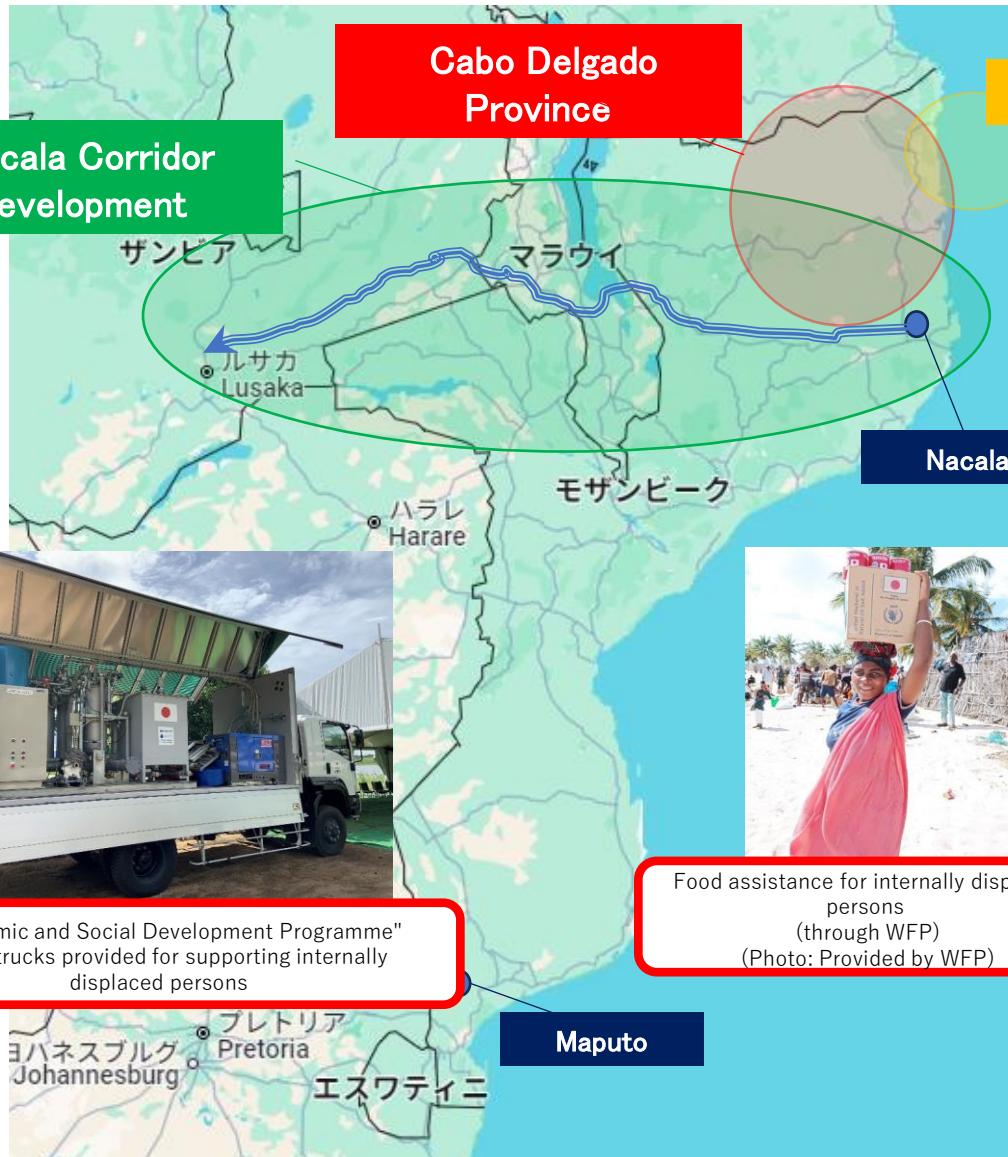 Cabo Delgado
Province
cala Corridor
evelopment
ザンビア
マラウイ
ルサカ
Lusaka
Nacala
モザンビーク
ハラレ
Harare
mic and Social Development Programme"
trucks provided for supporting internally
displaced persons
Food assistance for internally disp
persons
(through WFP)
(Photo: Provided by WFP)
Maputo
プレトリア
Pretoria
ヨハネスブルグ
Johannesburg
エスワティニ